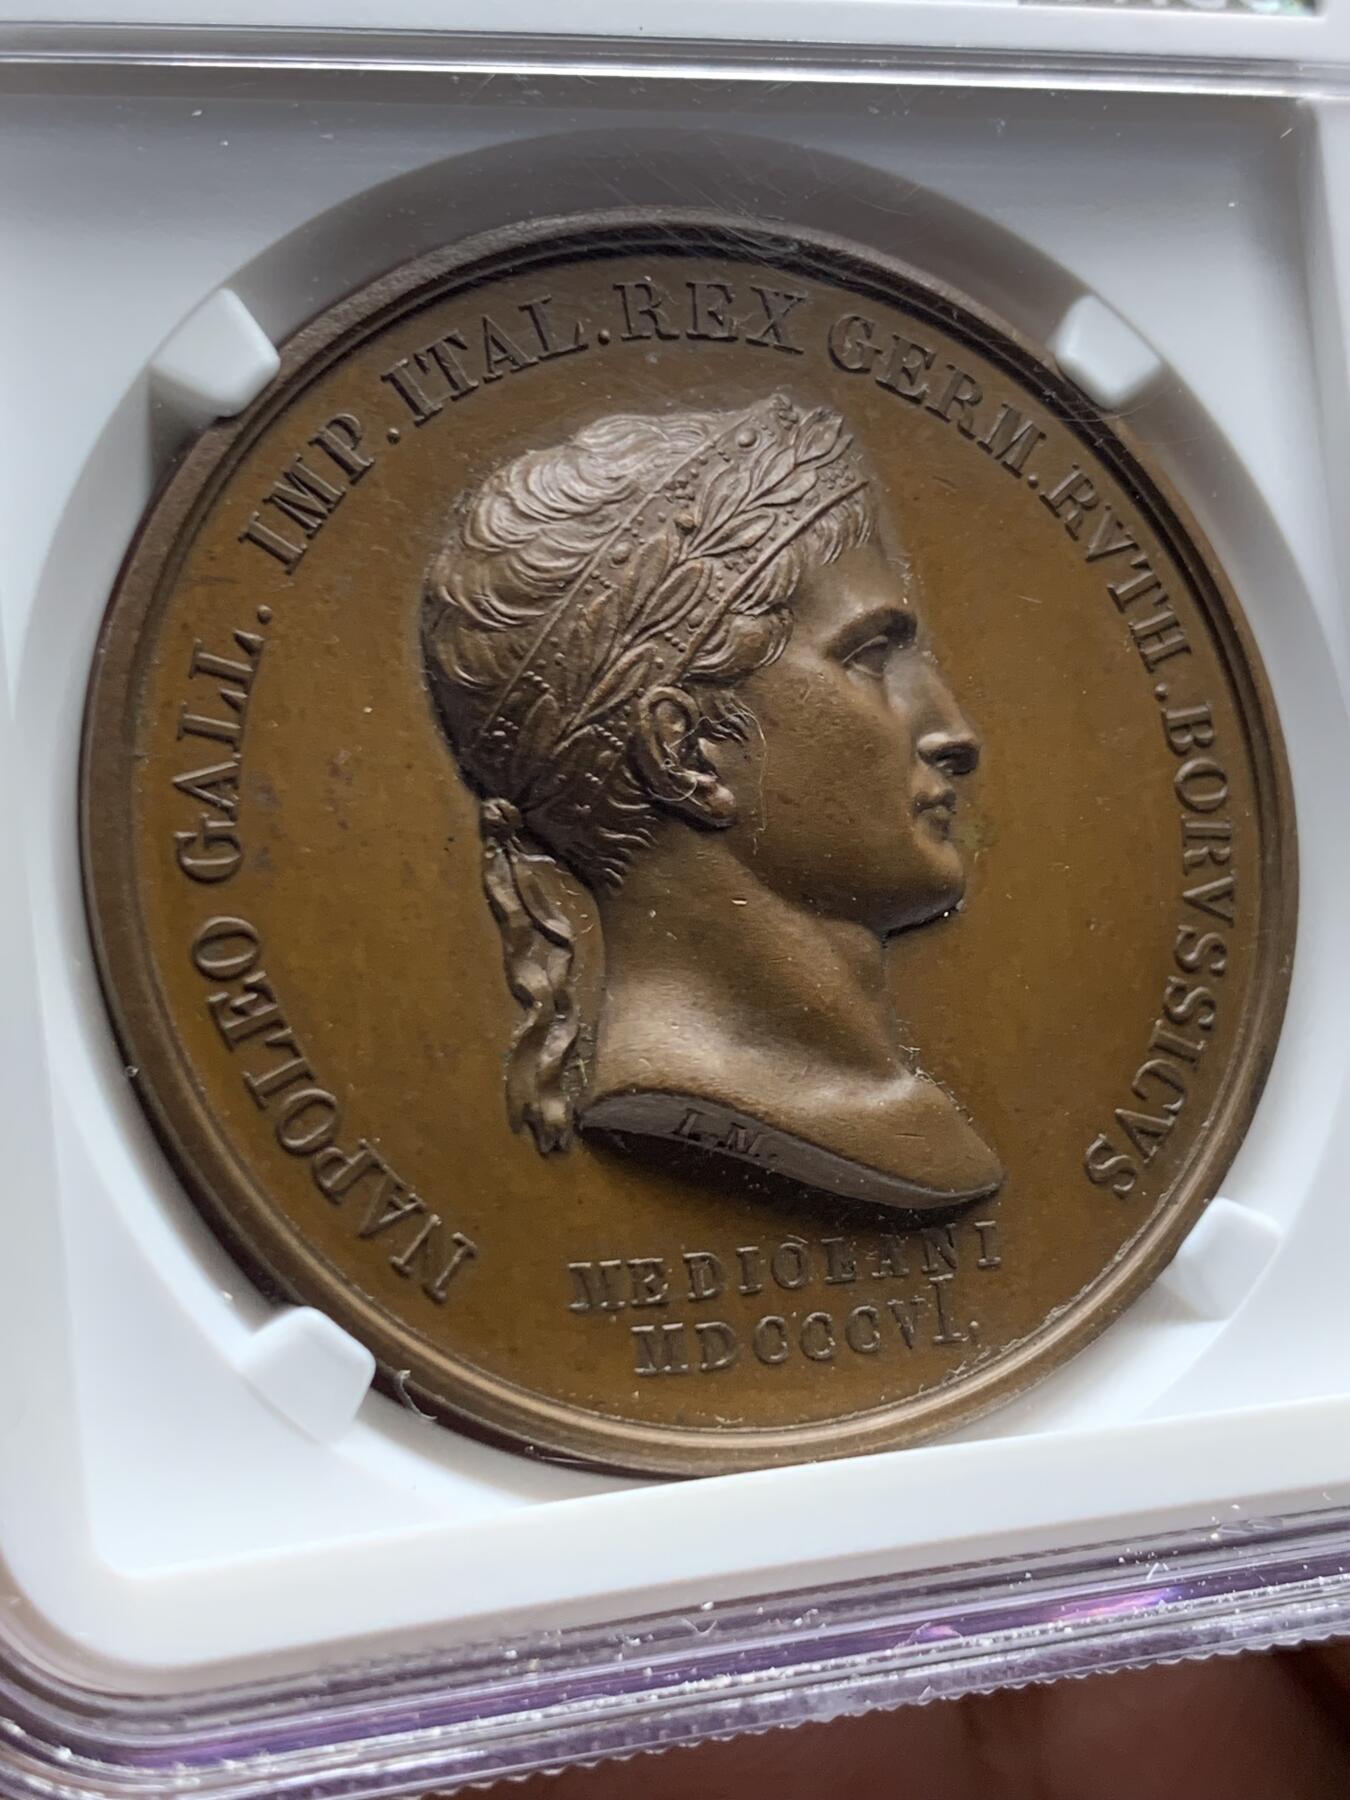 NAPOLEO GALL. IMP. ITAL. REX GERM. RVTH. BORVSSICVS
L.M.
MEDIOLANI
MDCCCVI.